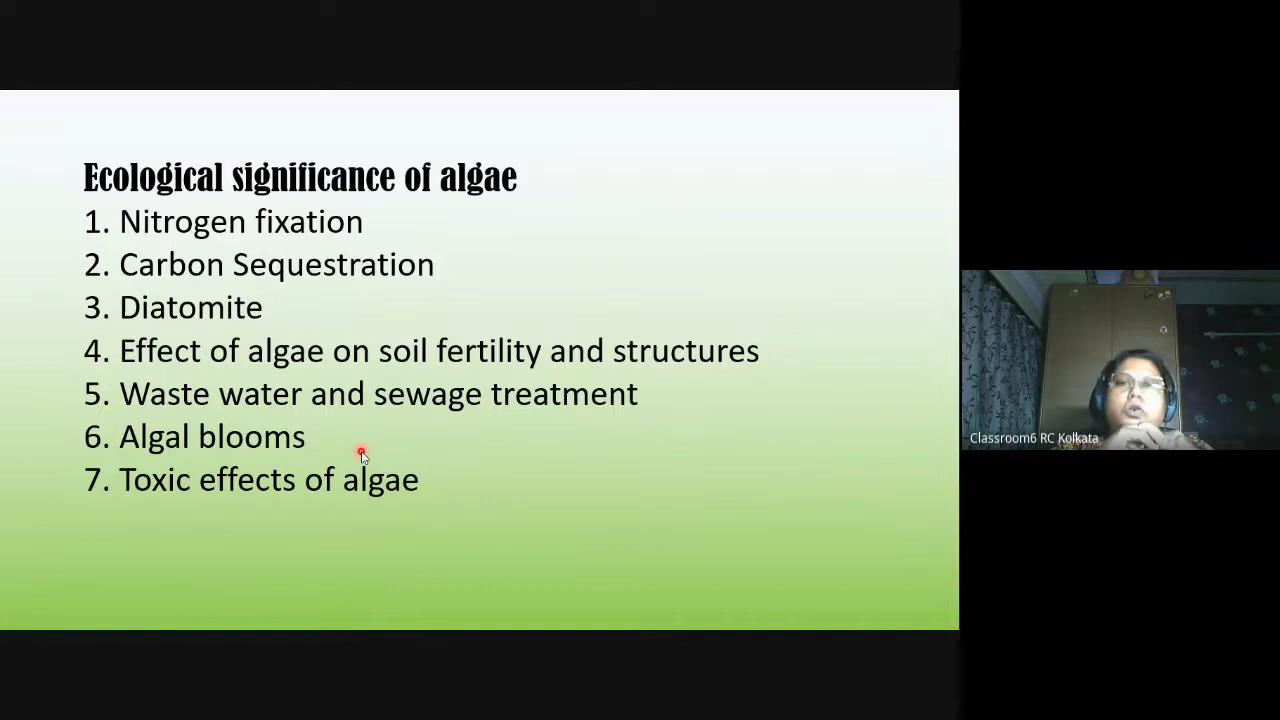 Ecological significance of algae
1. Nitrogen fixation
2. Carbon Sequestration
3. Diatomite
4. Effect of algae on soil fertility and structures
5. Waste water and sewage treatment
6. Algal blooms
7. Toxic effects of algae
Classroom6 RC Kolkata